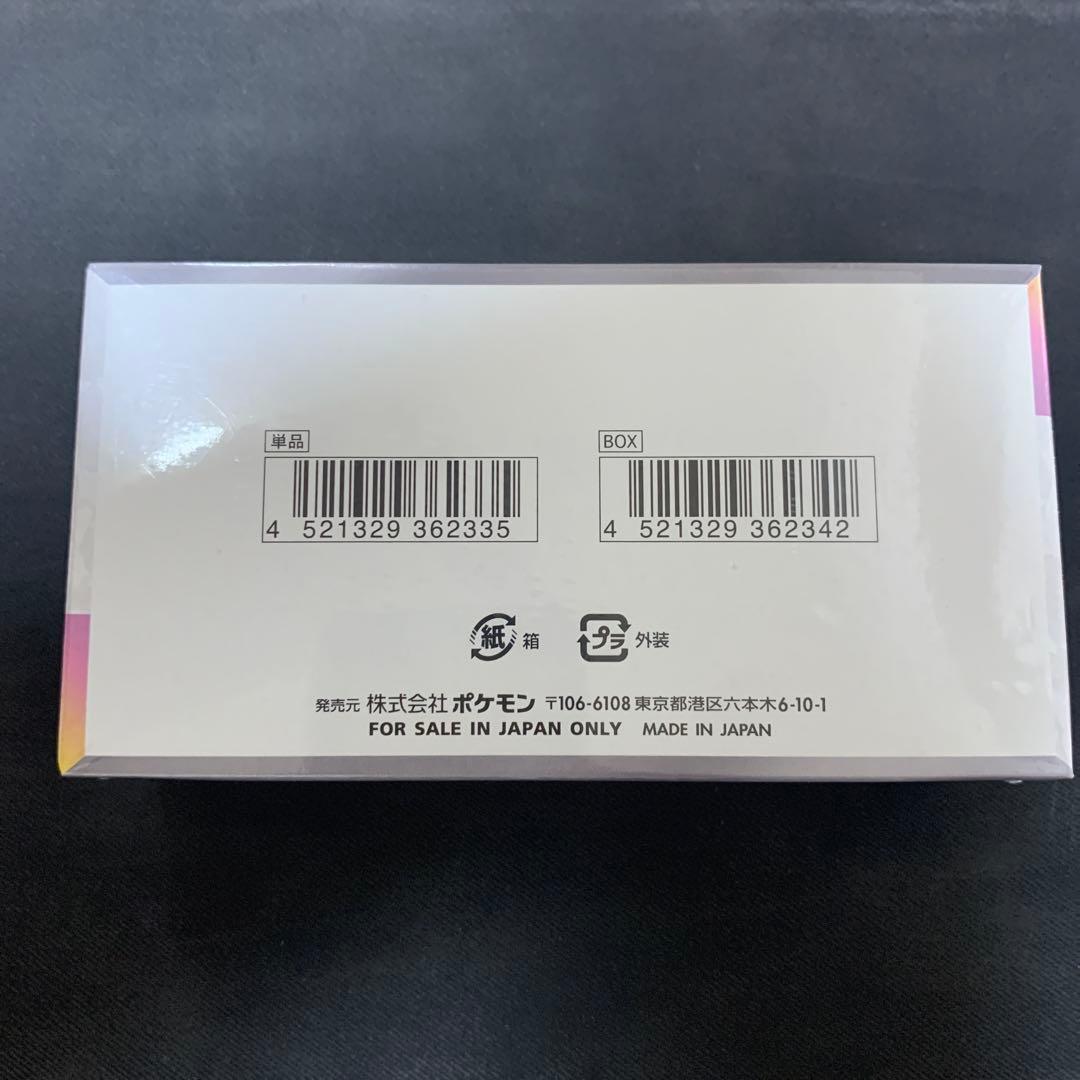 単品
4 521329 362335
BOX
4 521329 362342
紙 箱
プラ 外装
発売元 株式会社 ポケモン 〒106-6108 東京都港区六本木6-10-1
FOR SALE IN JAPAN ONLY MADE IN JAPAN